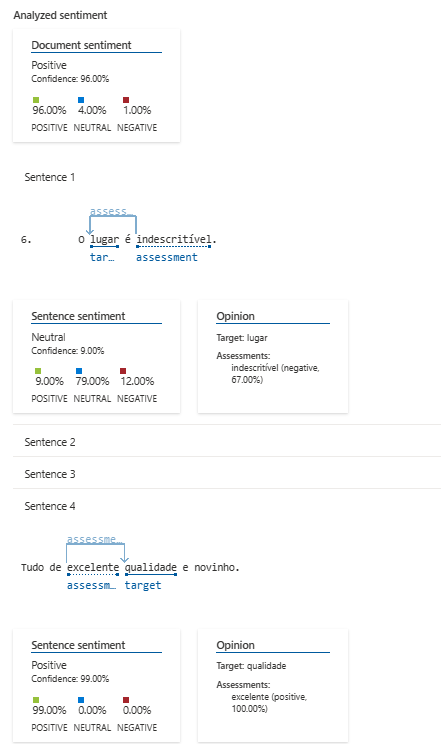 Analyzed sentiment
Document sentiment
Positive
Confidence: 96.00%
96.00% 4.00% 1.00%
POSITIVE NEUTRAL NEGATIVE
Sentence 1
assess...
6. O lugar é indescritível.
tar... assessment
Sentence sentiment
Neutral
Confidence: 9.00%
9.00% 79.00% 12.00%
POSITIVE NEUTRAL NEGATIVE
Opinion
Target: lugar
Assessments:
indescritível (negative,
67.00%)
Sentence 2
Sentence 3
Sentence 4
assessme...
Tudo de excelente qualidade e novinho.
assessm... target
Sentence sentiment
Positive
Confidence: 99.00%
99.00% 0.00% 0.00%
POSITIVE NEUTRAL NEGATIVE
Opinion
Target: qualidade
Assessments:
excelente (positive,
100.00%)